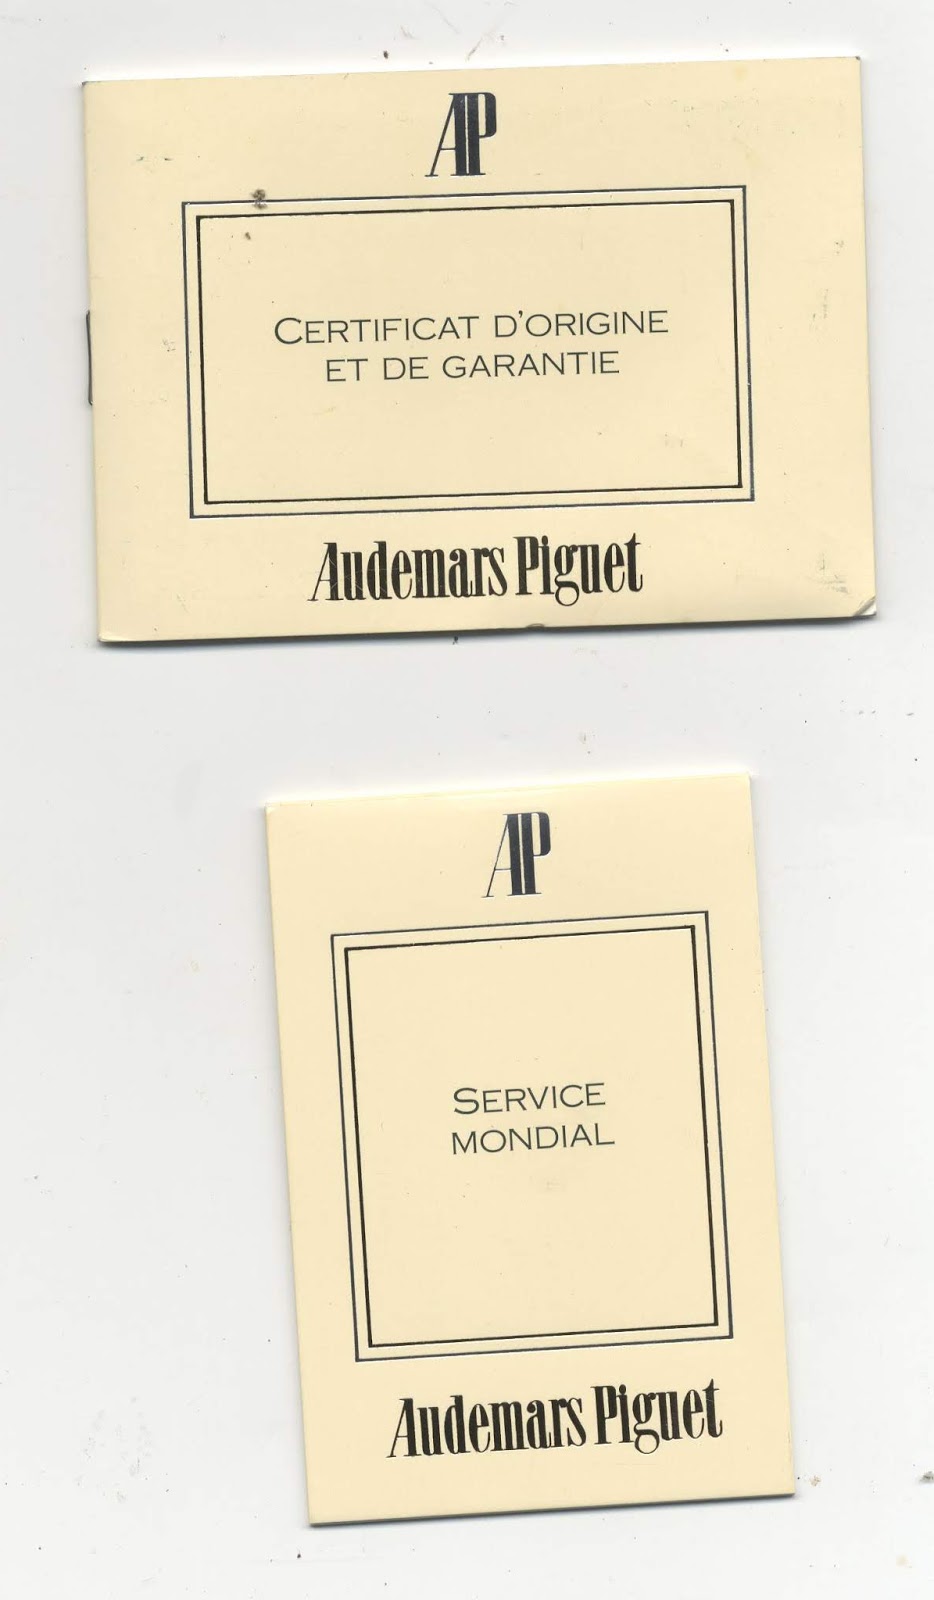 AP
CERTIFICAT D'ORIGINE
ET DE GARANTIE
Audemars Piguet
AP
SERVICE
MONDIAL
Audemars Piguet